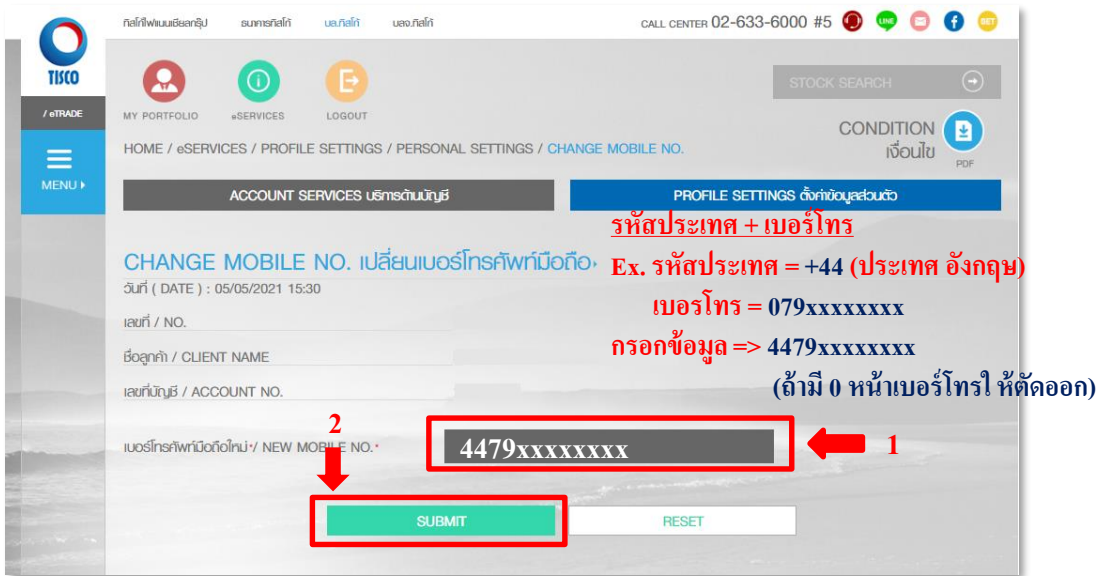 ทิสโก้ไฟแนนเชียลกรุ๊ป ธนาคารทิสโก้ บล.ทิสโก้ บลจ.ทิสโก้ CALL CENTER 02-633-6000 #5 LINE SET
TISCO
/ eTRADE
MENU
MY PORTFOLIO eSERVICES LOGOUT
STOCK SEARCH
HOME / eSERVICES / PROFILE SETTINGS / PERSONAL SETTINGS / CHANGE MOBILE NO.
CONDITION
เงื่อนไข
PDF
ACCOUNT SERVICES บริการด้านบัญชี PROFILE SETTINGS ตั้งค่าข้อมูลส่วนตัว
รหัสประเทศ + เบอร์โทร
CHANGE MOBILE NO. เปลี่ยนเบอร์โทรศัพท์มือถือ
Ex. รหัสประเทศ = +44 (ประเทศ อังกฤษ)
วันที่ ( DATE ) : 05/05/2021 15:30
เบอรโทร = 079xxxxxxxx
เลขที่ / NO.
กรอกข้อมูล => 4479xxxxxxxx
ชื่อลูกค้า / CLIENT NAME
(ถ้ามี 0 หน้าเบอร์โทรใ ห้ตัดออก)
เลขที่บัญชี / ACCOUNT NO.
2
เบอร์โทรศัพท์มือถือใหม่*/ NEW MOBILE NO.* 4479xxxxxxxx 1
SUBMIT RESET